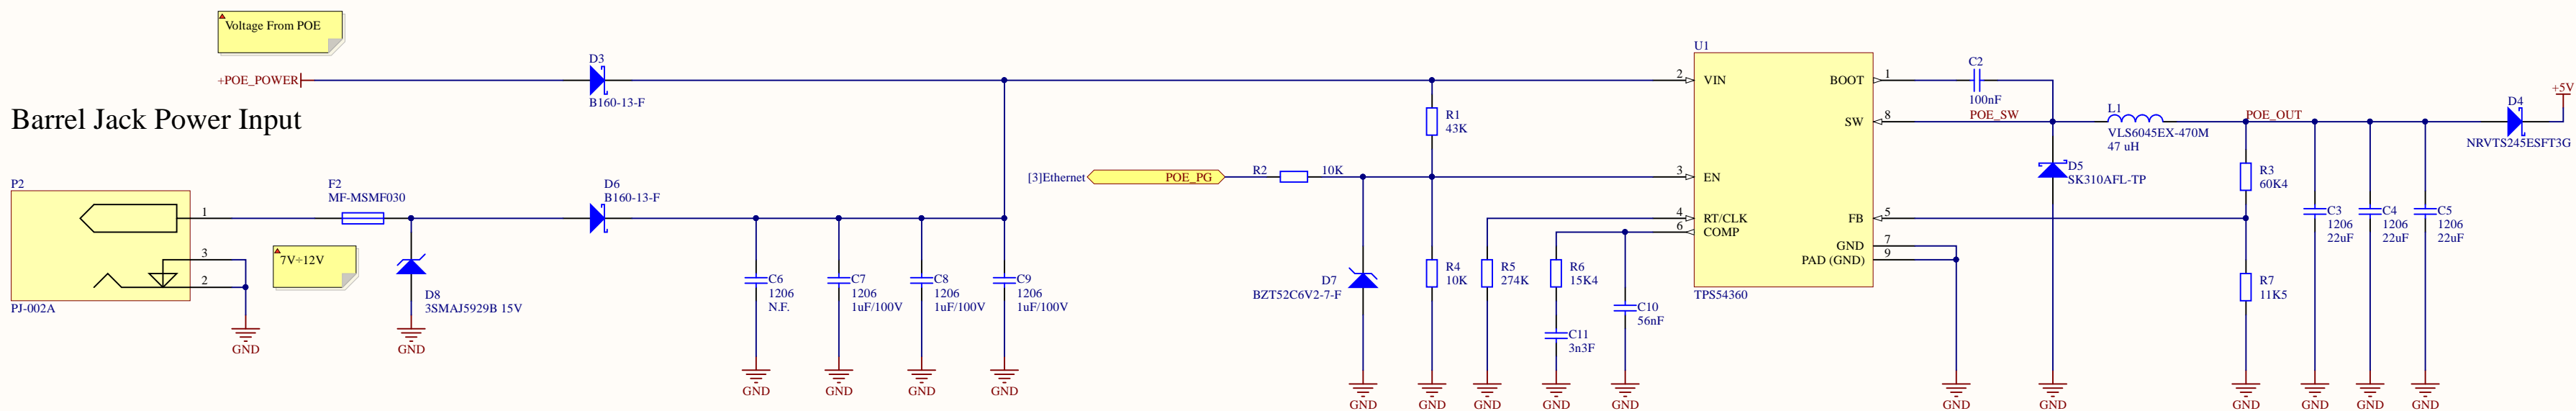 Voltage From POE
+POE_POWER
D3
B160-13-F
Barrel Jack Power Input
P2
1
3
2
PJ-002A
GND
F2
MF-MSMF030
7V÷12V
D8
3SMAJ5929B 15V
GND
D6
B160-13-F
C6
1206
N.F.
GND
C7
1206
1uF/100V
GND
C8
1206
1uF/100V
GND
C9
1206
1uF/100V
GND
[3]Ethernet
POE_PG
R2
10K
D7
BZT52C6V2-7-F
GND
R1
43K
R4
10K
GND
R5
274K
GND
R6
15K4
C11
3n3F
GND
C10
56nF
GND
U1
2
VIN
BOOT
1
SW
8
3
EN
4
RT/CLK
FB
5
6
COMP
GND
7
PAD (GND)
9
TPS54360
GND
C2
100nF
POE_SW
D5
SK310AFL-TP
GND
L1
VLS6045EX-470M
47 uH
POE_OUT
R3
60K4
R7
11K5
GND
C3
1206
22uF
GND
C4
1206
22uF
GND
C5
1206
22uF
GND
D4
NRVTS245ESFT3G
+5V